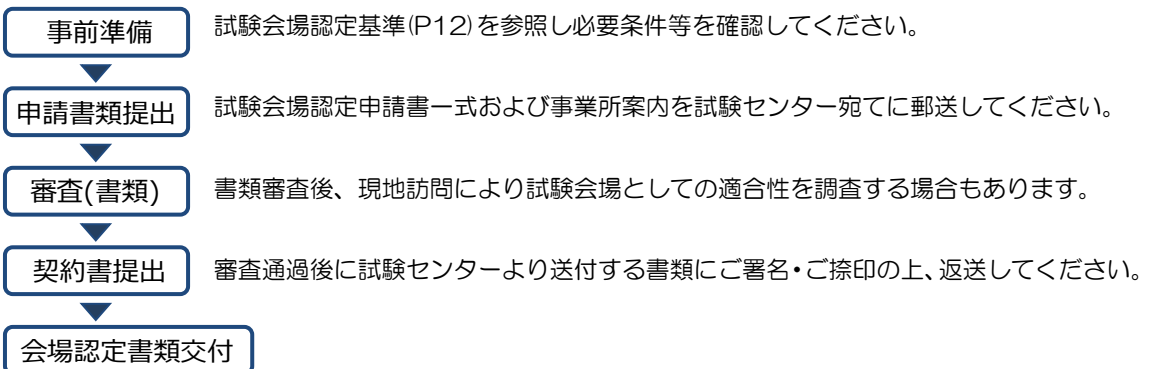 事前準備 試験会場認定基準(P12)を参照し必要条件等を確認してください。
申請書類提出 試験会場認定申請書一式および事業所案内を試験センター宛てに郵送してください。
審査(書類) 書類審査後、現地訪問により試験会場としての適合性を調査する場合もあります。
契約書提出 審査通過後に試験センターより送付する書類にご署名・ご捺印の上、返送してください。
会場認定書類交付